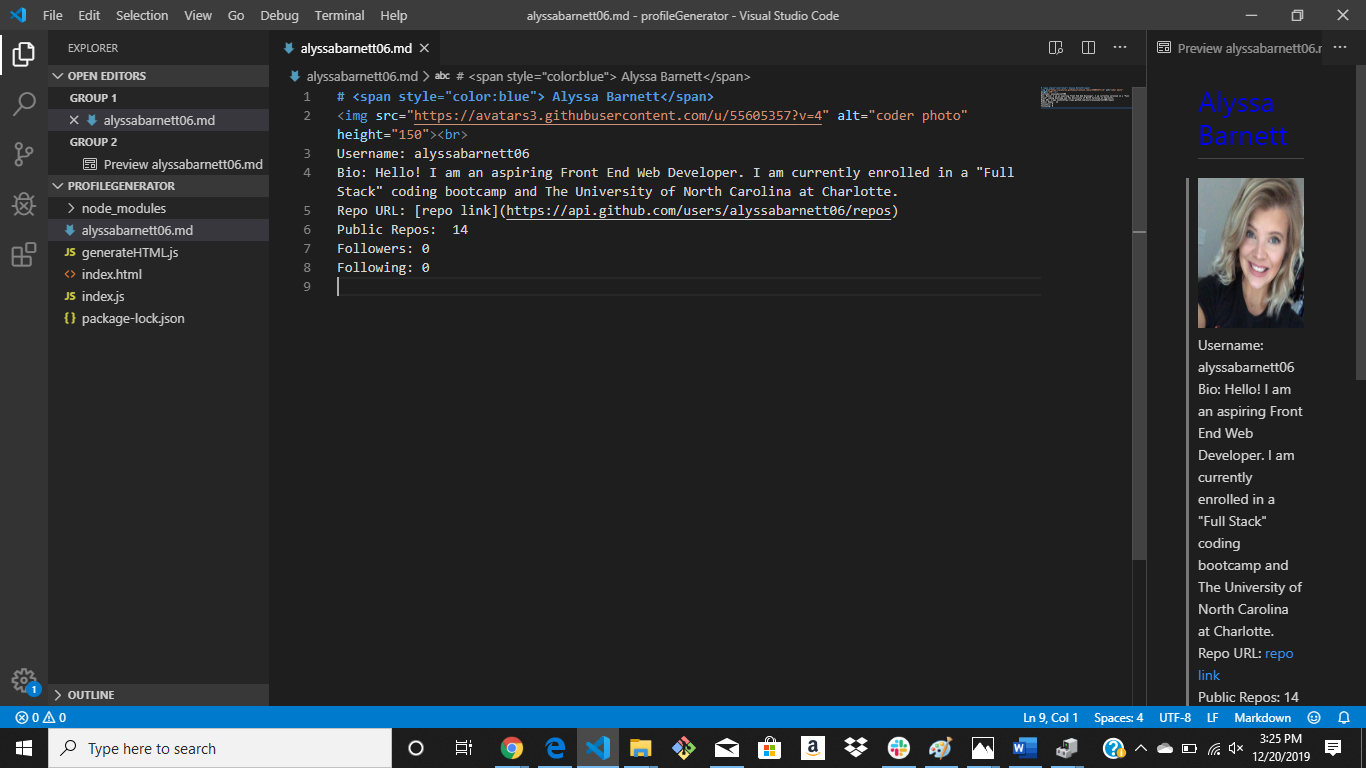 File Edit Selection View Go Debug Terminal Help
alyssabarnett06.md - profileGenerator - Visual Studio Code
EXPLORER
OPEN EDITORS
GROUP 1
alyssabarnett06.md
GROUP 2
Preview alyssabarnett06.md
PROFILEGENERATOR
node_modules
alyssabarnett06.md
JS generateHTML.js
<> index.html
JS index.js
{} package-lock.json
OUTLINE
alyssabarnett06.md
alyssabarnett06.md > abc # <span style="color:blue"> Alyssa Barnett</span>
1 # <span style="color:blue"> Alyssa Barnett</span>
2 <img src="https://avatars3.githubusercontent.com/u/55605357?v=4" alt="coder photo"
height="150"><br>
3 Username: alyssabarnett06
4 Bio: Hello! I am an aspiring Front End Web Developer. I am currently enrolled in a "Full
Stack" coding bootcamp and The University of North Carolina at Charlotte.
5 Repo URL: [repo link](https://api.github.com/users/alyssabarnett06/repos)
6 Public Repos:  14
7 Followers: 0
8 Following: 0
9
Preview alyssabarnett06.r
Alyssa
Barnett
Username:
alyssabarnett06
Bio: Hello! I am
an aspiring Front
End Web
Developer. I am
currently
enrolled in a
"Full Stack"
coding
bootcamp and
The University of
North Carolina
at Charlotte.
Repo URL: repo
link
Public Repos: 14
1
0 0
Ln 9, Col 1 Spaces: 4 UTF-8 LF Markdown
Type here to search
3:25 PM
12/20/2019